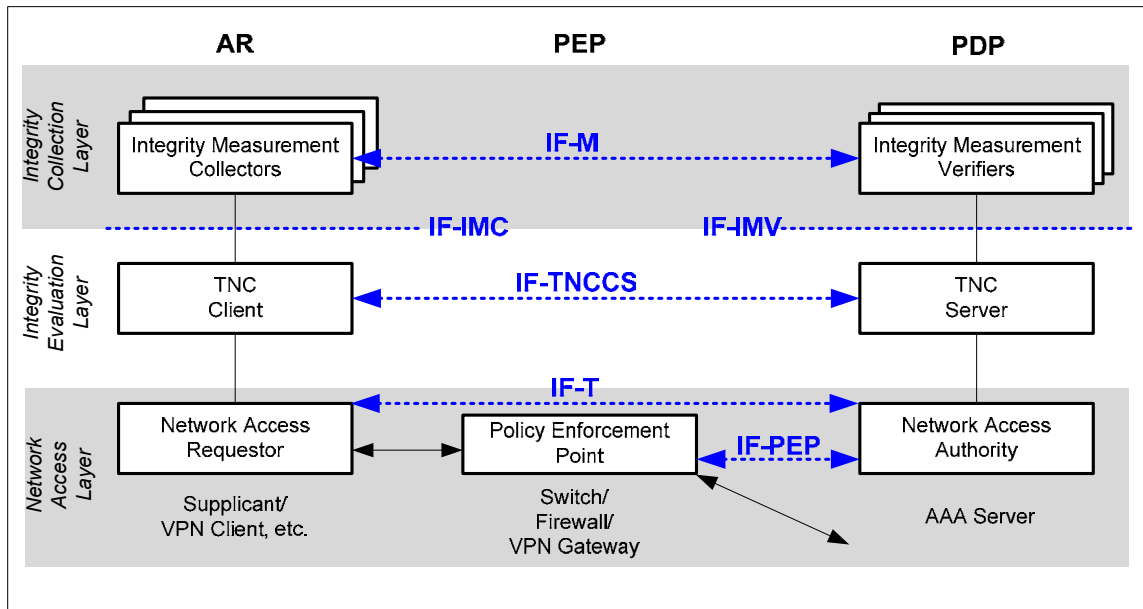 AR
PEP
PDP
Integrity
Collection
Layer
Integrity Measurement
Collectors
IF-M
Integrity Measurement
Verifiers
IF-IMC
IF-IMV
Integrity
Evaluation
Layer
TNC
Client
IF-TNCCS
TNC
Server
Network
Access
Layer
IF-T
Network Access
Requestor
Policy Enforcement
Point
IF-PEP
Network Access
Authority
Supplicant/
VPN Client, etc.
Switch/
Firewall/
VPN Gateway
AAA Server